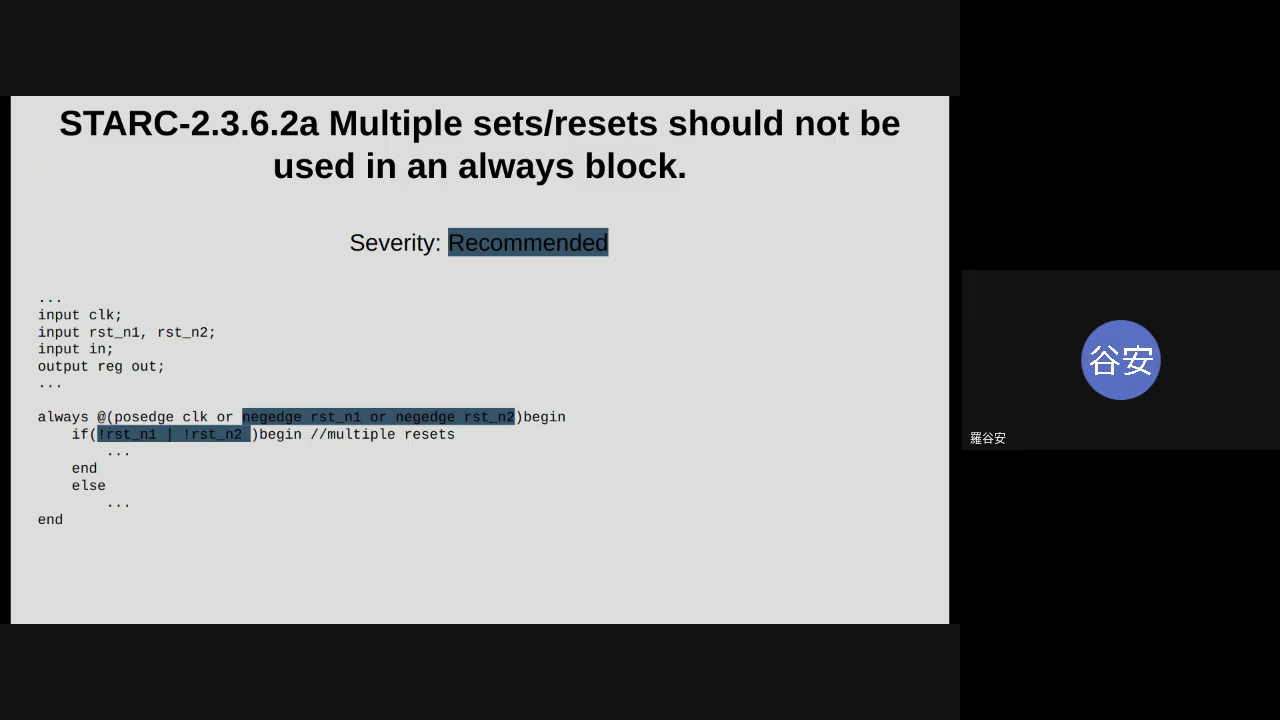 STARC-2.3.6.2a Multiple sets/resets should not be
used in an always block.
Severity: Recommended
...
input clk;
input rst_n1, rst_n2;
input in;
output reg out;
...
always @(posedge clk or negedge rst_n1 or negedge rst_n2)begin
    if(!rst_n1 | !rst_n2 )begin //multiple resets
        ...
    end
    else
        ...
end
谷安
羅谷安